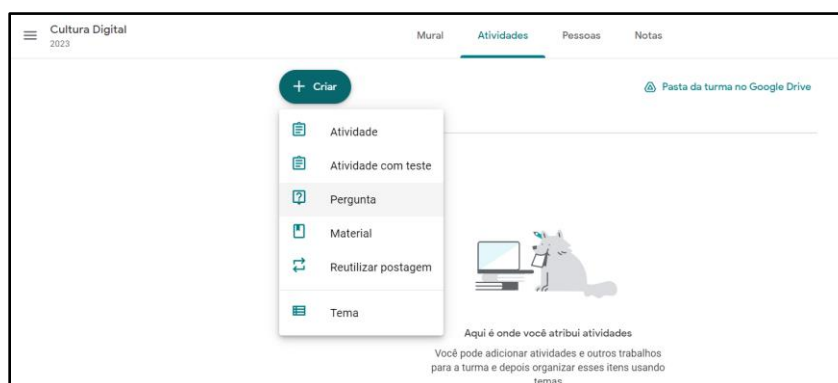 Cultura Digital
2023
Mural Atividades Pessoas Notas
+ Criar
Pasta da turma no Google Drive
Atividade
Atividade com teste
Pergunta
Material
Reutilizar postagem
Tema
Aqui é onde você atribui atividades
Você pode adicionar atividades e outros trabalhos
para a turma e depois organizar esses itens usando
temas